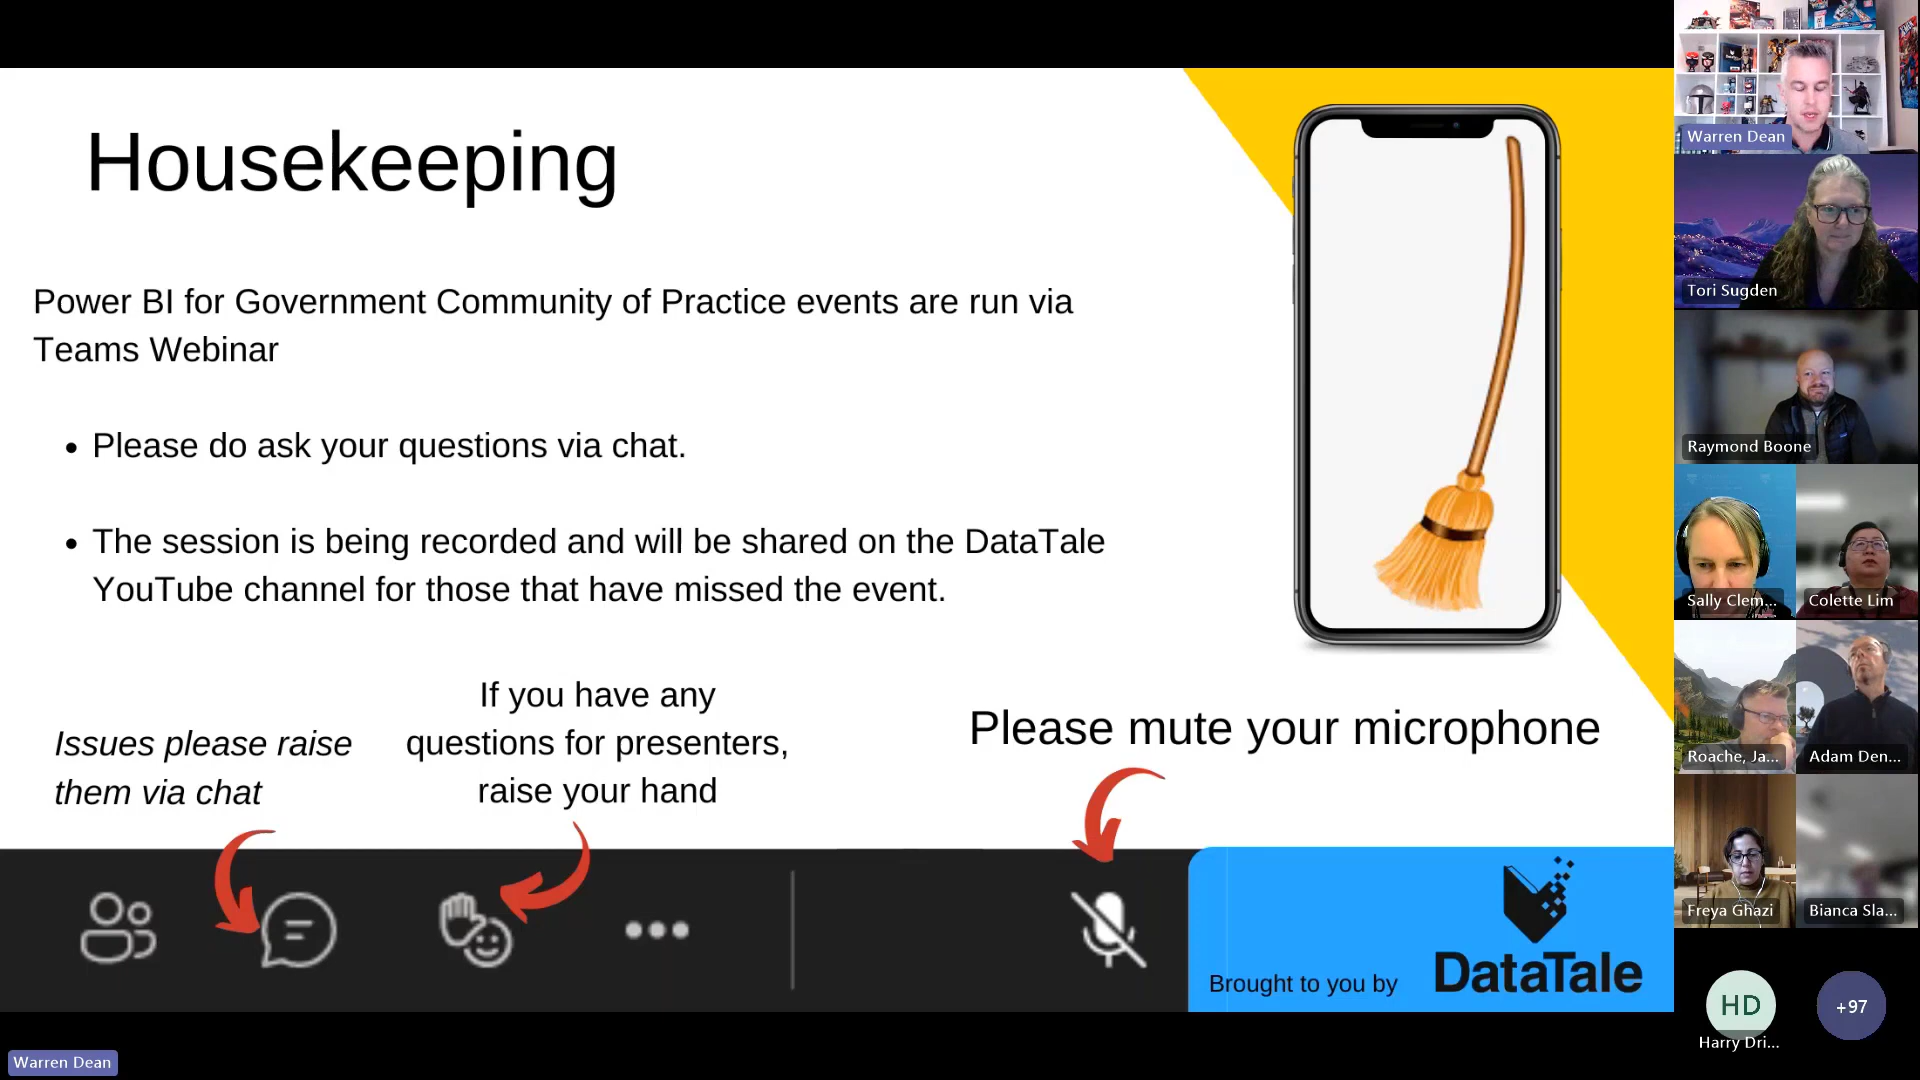 Housekeeping
Power BI for Government Community of Practice events are run via
Teams Webinar
• Please do ask your questions via chat.
• The session is being recorded and will be shared on the DataTale
YouTube channel for those that have missed the event.
Issues please raise
them via chat
If you have any
questions for presenters,
raise your hand
Please mute your microphone
Brought to you by
DataTale
Warren Dean
Warren Dean
Tori Sugden
Raymond Boone
Sally Clem...
Colette Lim
Roache, Ja...
Adam Den...
Freya Ghazi
Bianca Sla...
HD
Harry Dri...
+97